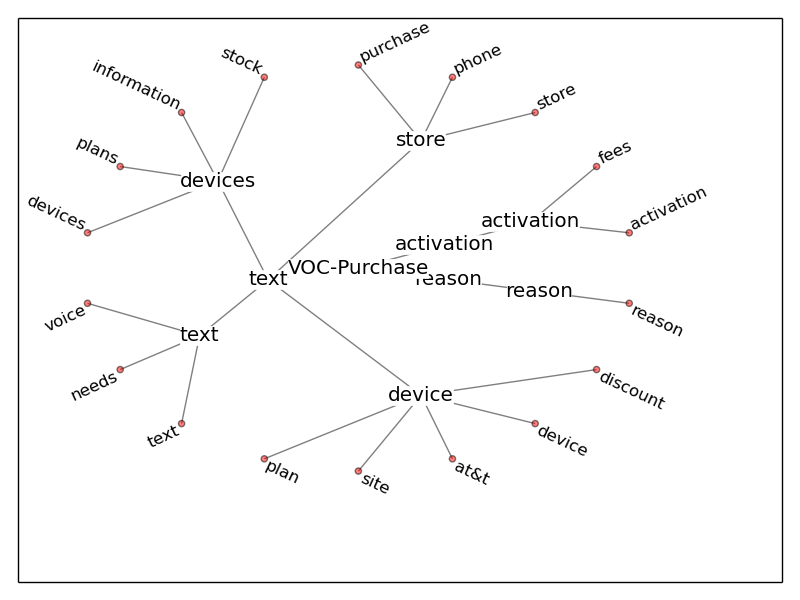 purchase
phone
stock
information
store
store
plans
fees
devices
devices
activation
activation
activation
VOC-Purchase
text
reason
reason
reason
voice
text
needs
device
discount
text
device
plan
site
at&t